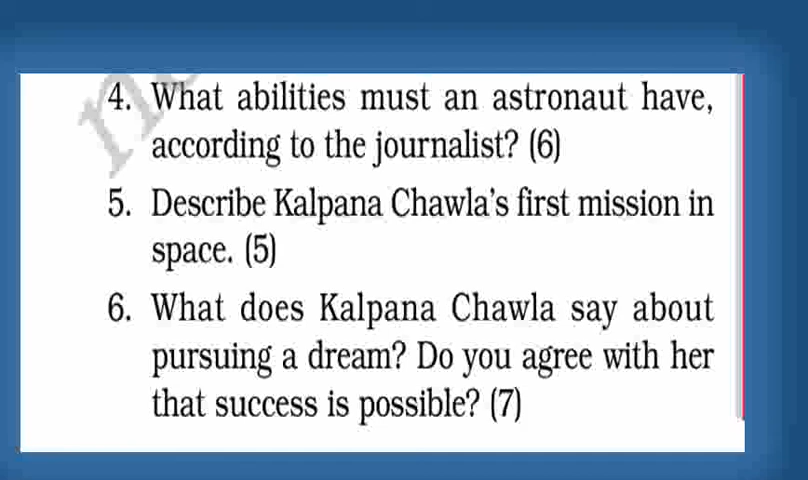 4. What abilities must an astronaut have,
according to the journalist? (6)
5. Describe Kalpana Chawla's first mission in
space. (5)
6. What does Kalpana Chawla say about
pursuing a dream? Do you agree with her
that success is possible? (7)